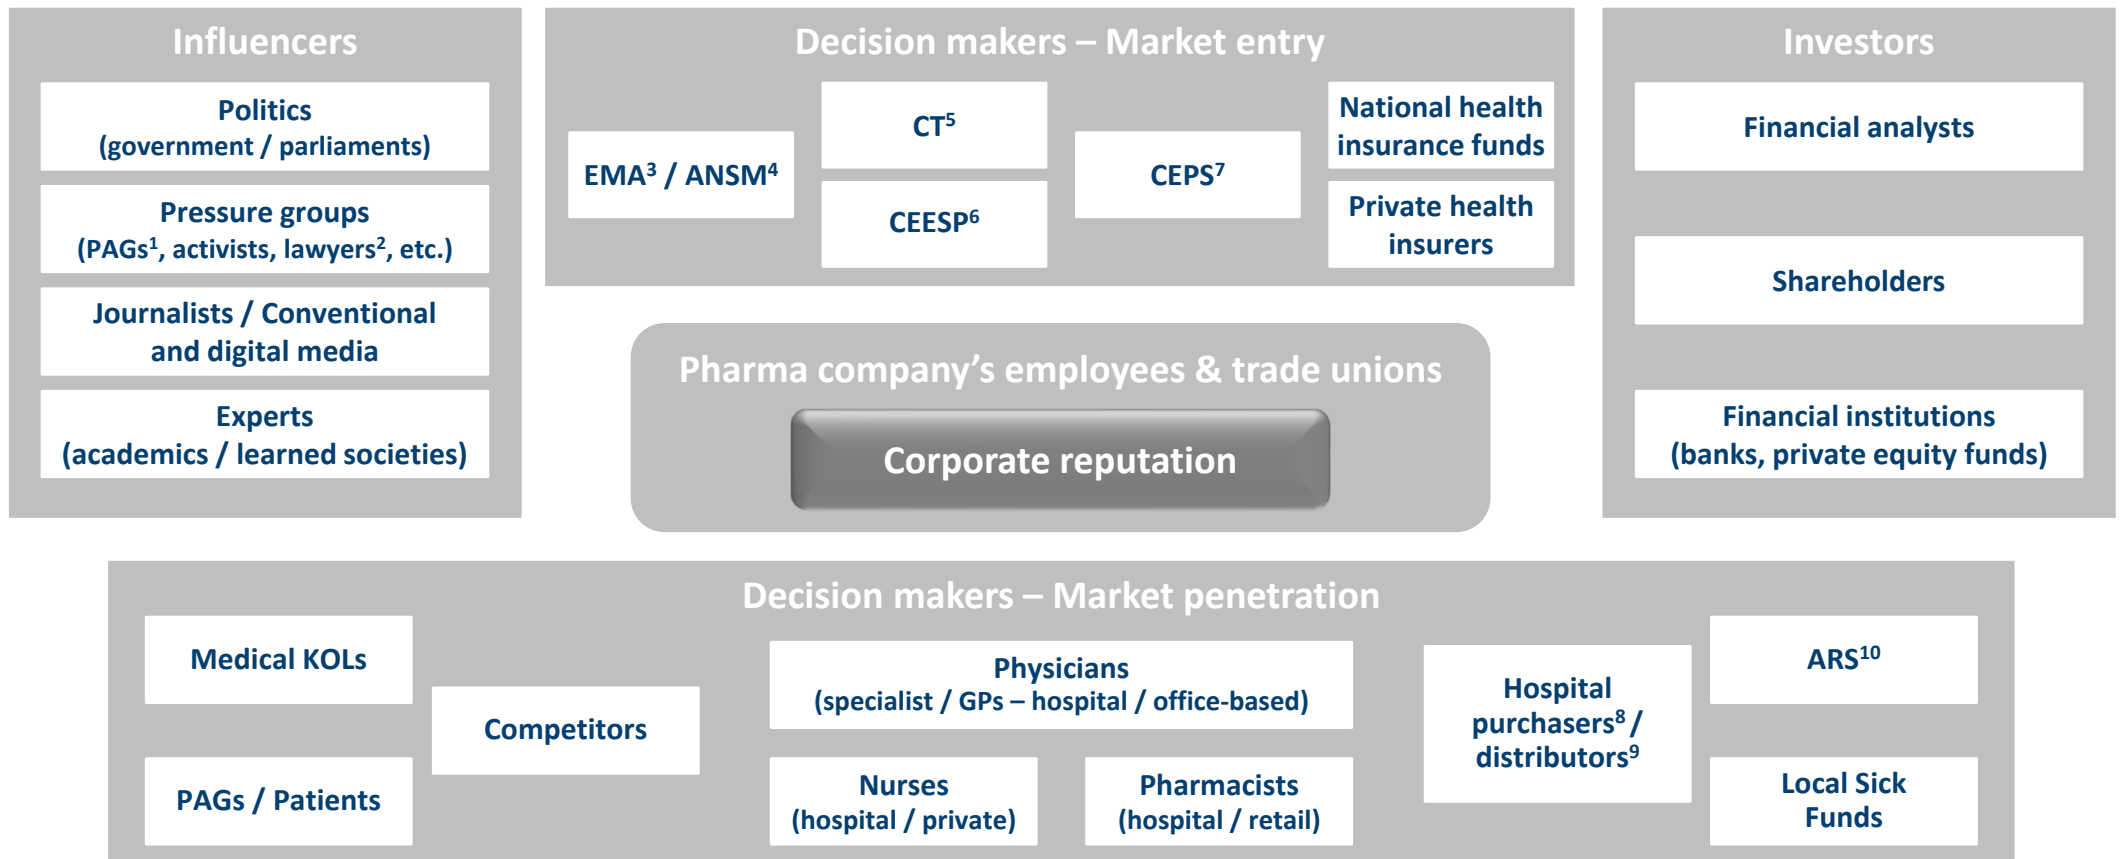 Influencers
Politics
(government / parliaments)
Pressure groups
(PAGs¹, activists, lawyers², etc.)
Journalists / Conventional
and digital media
Experts
(academics / learned societies)
Decision makers – Market entry
EMA³ / ANSM⁴
CT⁵
CEESP⁶
CEPS⁷
National health
insurance funds
Private health
insurers
Investors
Financial analysts
Shareholders
Financial institutions
(banks, private equity funds)
Pharma company’s employees & trade unions
Corporate reputation
Decision makers – Market penetration
Medical KOLs
PAGs / Patients
Competitors
Physicians
(specialist / GPs – hospital / office-based)
Nurses
(hospital / private)
Pharmacists
(hospital / retail)
Hospital
purchasers⁸ /
distributors⁹
ARS¹⁰
Local Sick
Funds